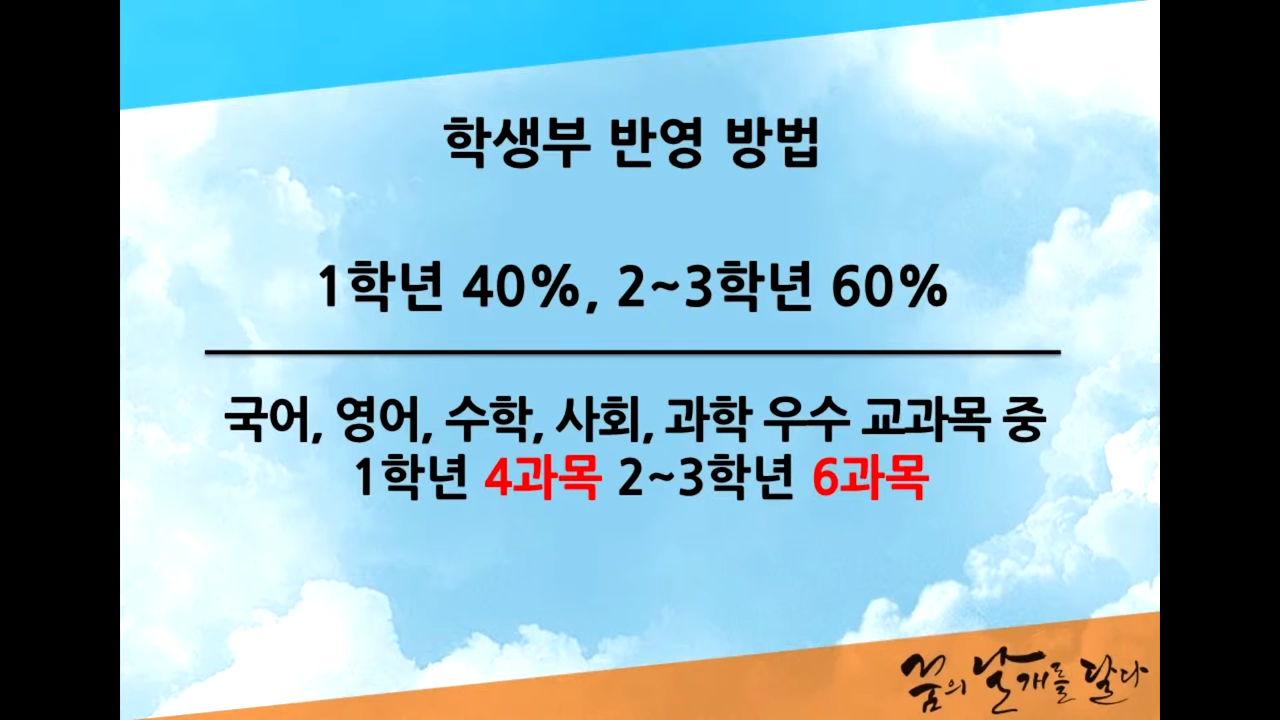 학생부 반영 방법
1학년 40%, 2~3학년 60%
국어, 영어, 수학, 사회, 과학 우수 교과목 중
1학년 4과목 2~3학년 6과목
꿈의 날개를 달다